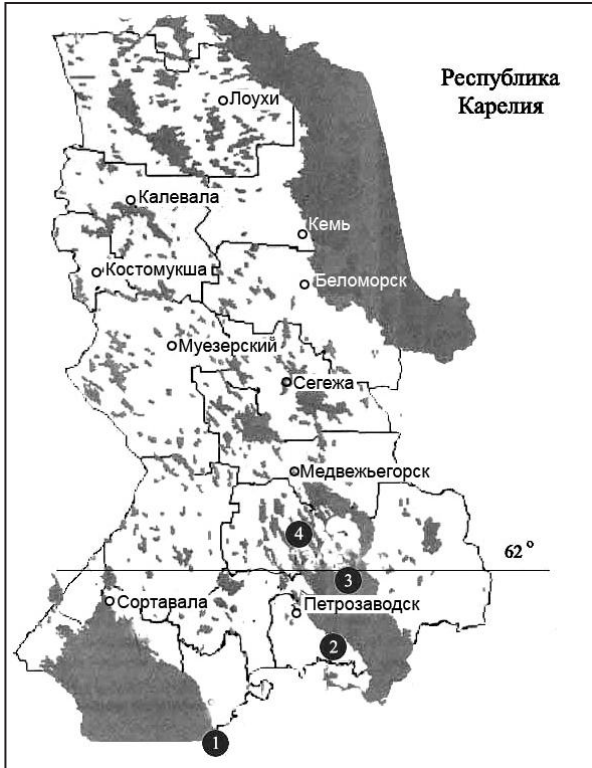 Республика
Карелия
Лоухи
Калевала
Кемь
Костомукша
Беломорск
Муезерский
Сегежа
Медвежьегорск
4
62°
3
Сортавала
Петрозаводск
2
1